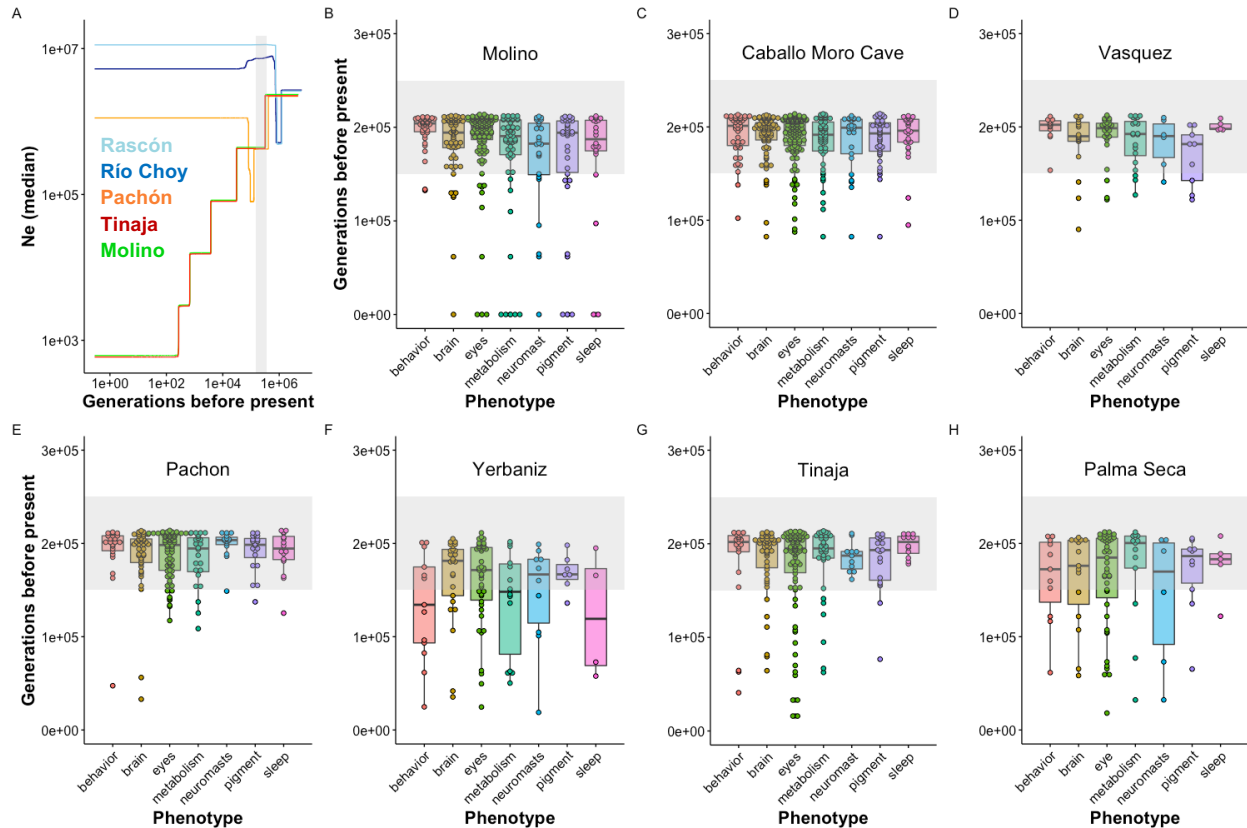 A
Ne (median)
1e+07
1e+05
1e+03
Rascón
Río Choy
Pachón
Tinaja
Molino
1e+00 1e+02 1e+04 1e+06
Generations before present
B
Generations before present
3e+05
2e+05
1e+05
0e+00
Molino
behavior brain eyes metabolism neuromast pigment sleep
Phenotype
C
3e+05
2e+05
1e+05
0e+00
Caballo Moro Cave
behavior brain eyes metabolism neuromasts pigment sleep
Phenotype
D
3e+05
2e+05
1e+05
0e+00
Vasquez
behavior brain eyes metabolism neuromasts pigment sleep
Phenotype
E
Generations before present
3e+05
2e+05
1e+05
0e+00
Pachon
behavior brain eyes metabolism neuromasts pigment sleep
Phenotype
F
3e+05
2e+05
1e+05
0e+00
Yerbaniz
behavior brain eyes metabolism neuromast pigment sleep
Phenotype
G
3e+05
2e+05
1e+05
0e+00
Tinaja
behavior brain eyes metabolism neuromast pigment sleep
Phenotype
H
3e+05
2e+05
1e+05
0e+00
Palma Seca
behavior brain eye metabolism neuromasts pigment sleep
Phenotype